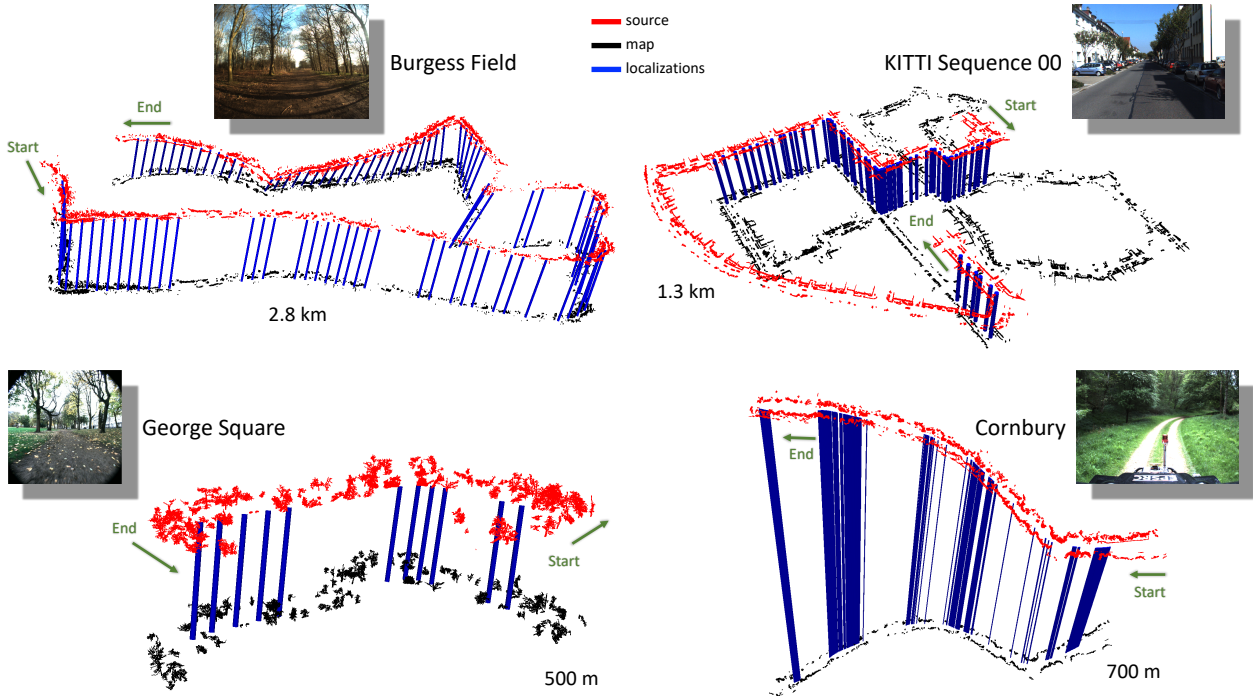 source
map
localizations
Burgess Field
KITTI Sequence 00
End
Start
Start
End
2.8 km
1.3 km
George Square
Cornbury
End
Start
End
Start
500 m
700 m